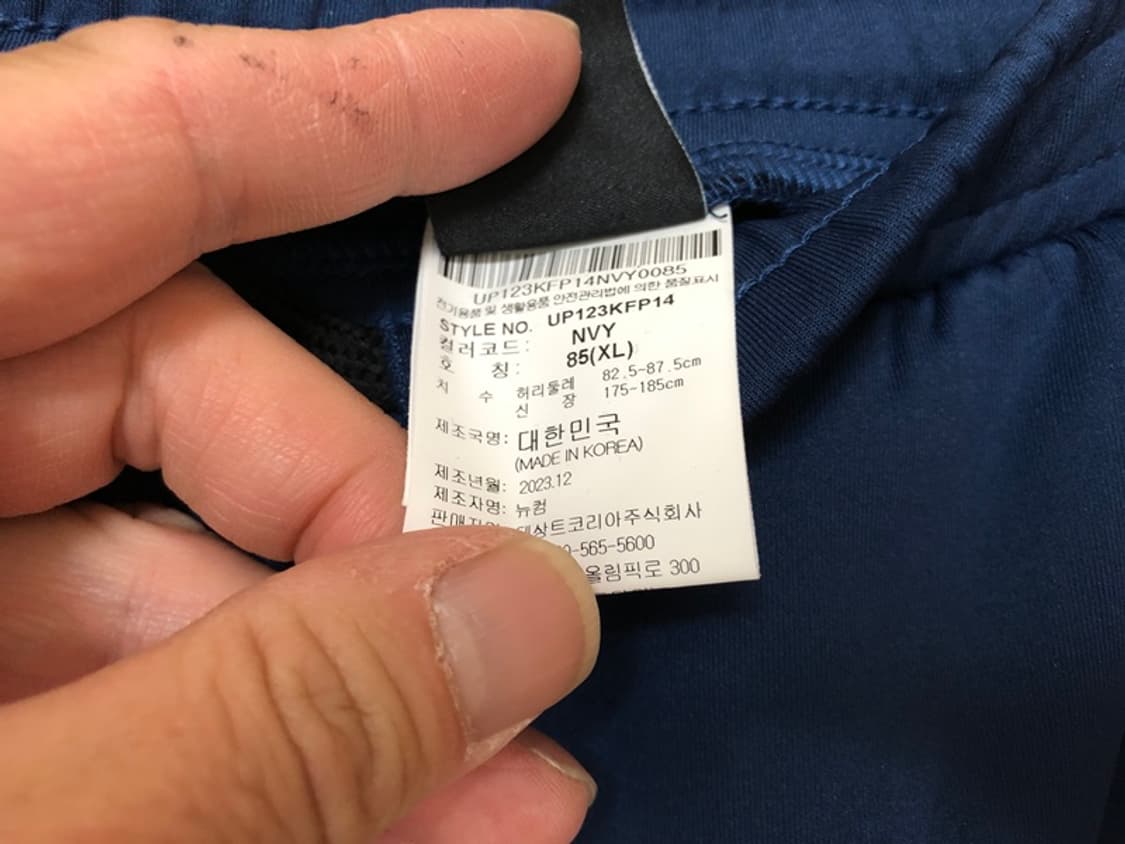 UP123KFP14NVY0085
전기용품 및 생활용품 안전관리법에 의한 품질표시
STYLE NO. UP123KFP14
컬러코드: NVY
호 칭: 85(XL)
치 수 허리둘레 82.5~87.5cm
신 장 175~185cm
제조국명: 대한민국
(MADE IN KOREA)
제조년월: 2023.12
제조자명: 뉴컴
데상트코리아주식회사
-565-5600
올림픽로 300